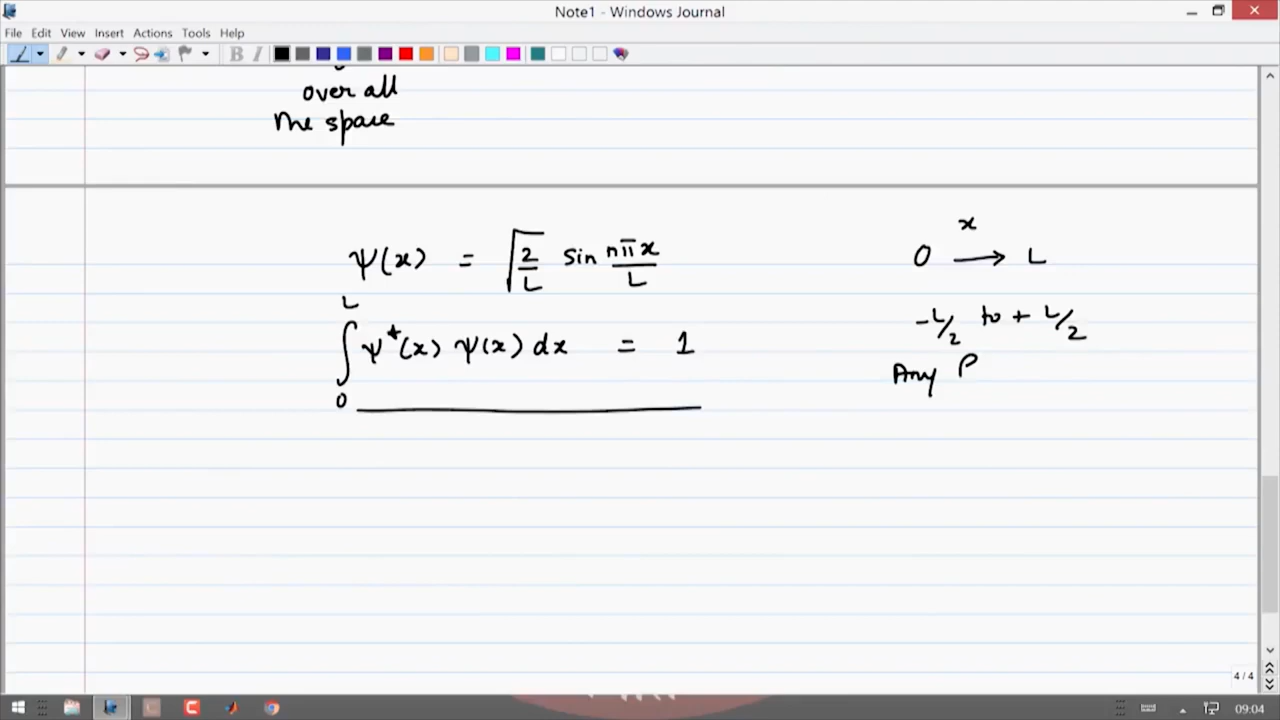 Note1 - Windows Journal
File Edit View Insert Actions Tools Help
B I
over all
the space
ψ(x) = √(2/L) sin nπx/L
∫₀ᴸ ψ*(x) ψ(x) dx = 1
x
0 → L
-L/2 to + L/2
Any P
4 / 4
09:04